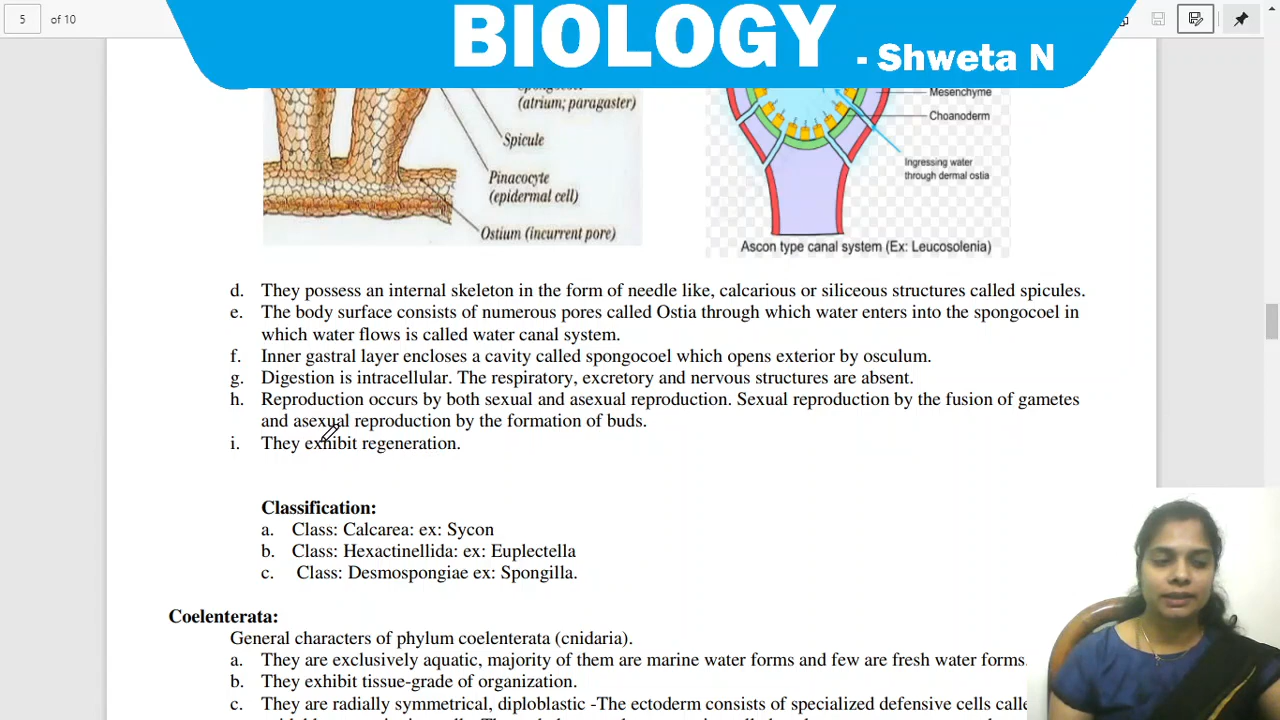 5 of 10
BIOLOGY
- Shweta N
(atrium; paragaster)
Spicule
Pinacocyte
(epidermal cell)
Ostium (incurrent pore)
Mesenchyme
Choanoderm
Ingressing water
through dermal ostia
Ascon type canal system (Ex: Leucosolenia)
d. They possess an internal skeleton in the form of needle like, calcarious or siliceous structures called spicules.
e. The body surface consists of numerous pores called Ostia through which water enters into the spongocoel in
which water flows is called water canal system.
f. Inner gastral layer encloses a cavity called spongocoel which opens exterior by osculum.
g. Digestion is intracellular. The respiratory, excretory and nervous structures are absent.
h. Reproduction occurs by both sexual and asexual reproduction. Sexual reproduction by the fusion of gametes
and asexual reproduction by the formation of buds.
i. They exhibit regeneration.
Classification:
a. Class: Calcarea: ex: Sycon
b. Class: Hexactinellida: ex: Euplectella
c. Class: Desmospongiae ex: Spongilla.
Coelenterata:
General characters of phylum coelenterata (cnidaria).
a. They are exclusively aquatic, majority of them are marine water forms and few are fresh water forms
b. They exhibit tissue-grade of organization.
c. They are radially symmetrical, diploblastic -The ectoderm consists of specialized defensive cells calle